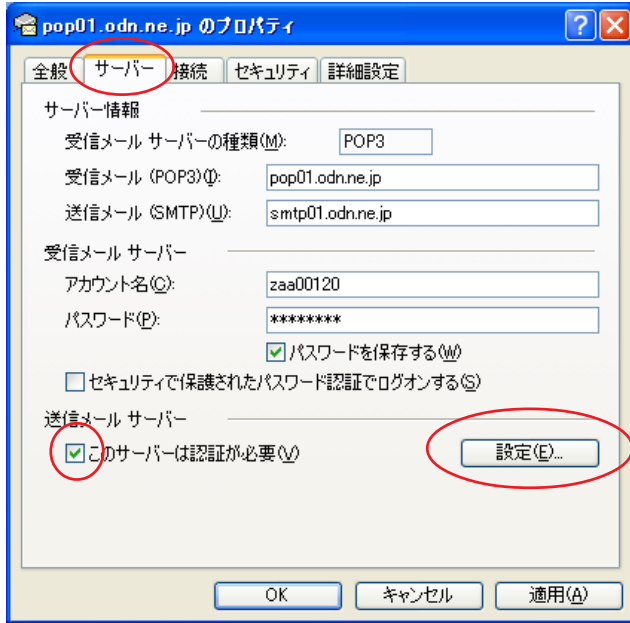 pop01.odn.ne.jp のプロパティ
全般 サーバー 接続 セキュリティ 詳細設定
サーバー情報
受信メール サーバーの種類(M): POP3
受信メール (POP3)(I): pop01.odn.ne.jp
送信メール (SMTP)(U): smtp01.odn.ne.jp
受信メール サーバー
アカウント名(C): zaa00120
パスワード(P): ********
パスワードを保存する(W)
セキュリティで保護されたパスワード認証でログオンする(S)
送信メール サーバー
このサーバーは認証が必要(V) 設定(E)...
OK キャンセル 適用(A)